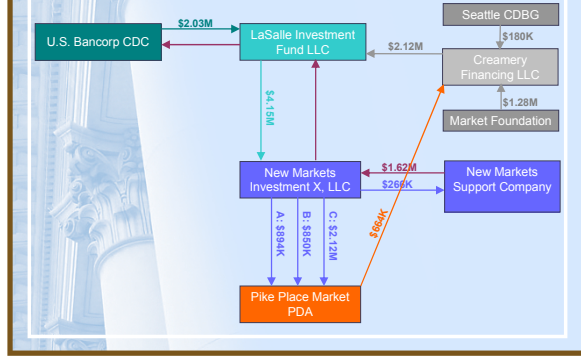 Seattle CDBG
$180K
$2.03M
U.S. Bancorp CDC
LaSalle Investment
Fund LLC
$2.12M
Creamery
Financing LLC
$1.28M
Market Foundation
$4.15M
$1.62M
New Markets
Investment X, LLC
$266K
New Markets
Support Company
A: $894K
B: $850K
C: $2.12M
$664K
Pike Place Market
PDA